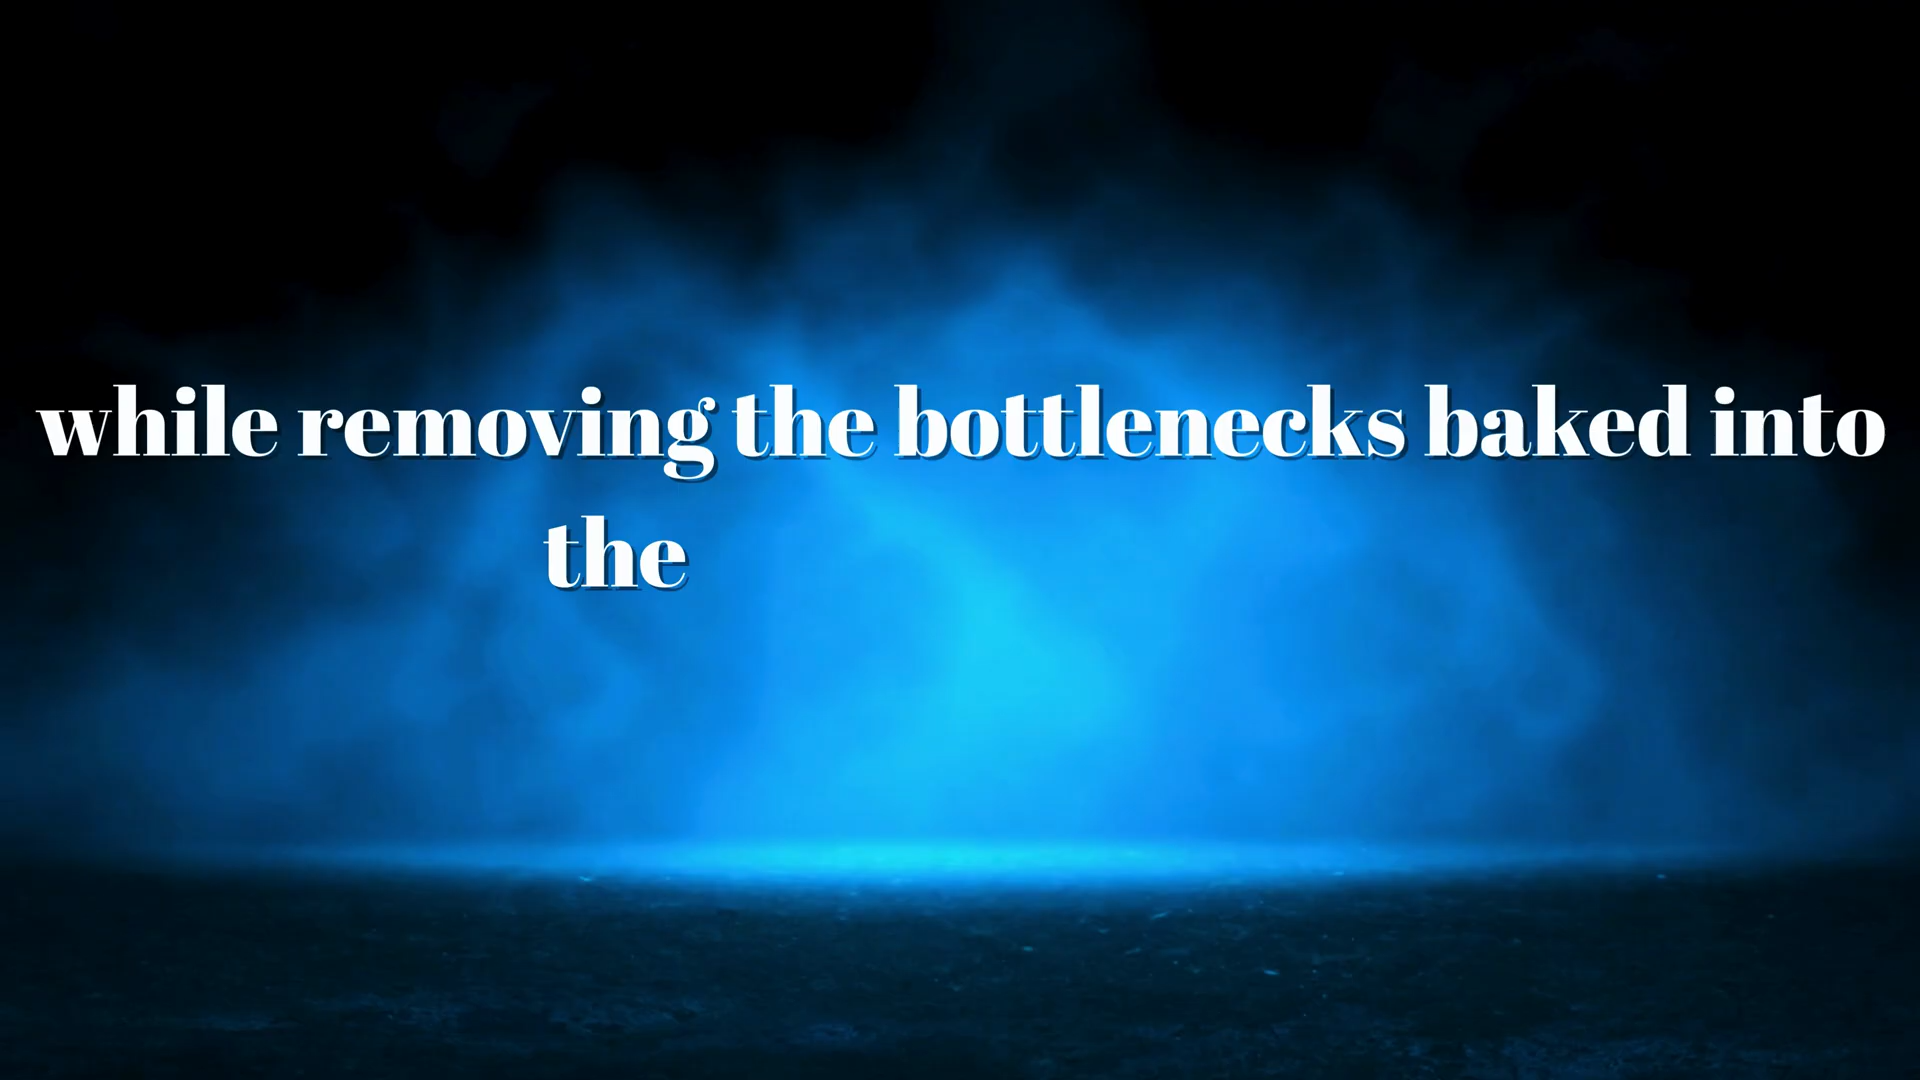 while removing the bottlenecks baked into
the